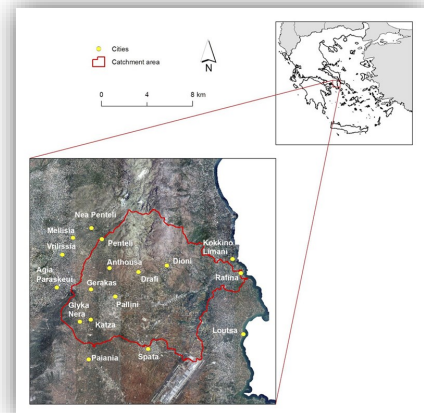 Cities
Catchment area
N
0 4 8 km
Nea Penteli
Melissia
Penteli
Vrilissia
Kokkino
Limani
Anthousa
Dioni
Agia
Paraskeui
Drafi
Rafina
Gerakas
Pallini
Glyka
Nera
Katza
Loutsa
Paiania
Spata